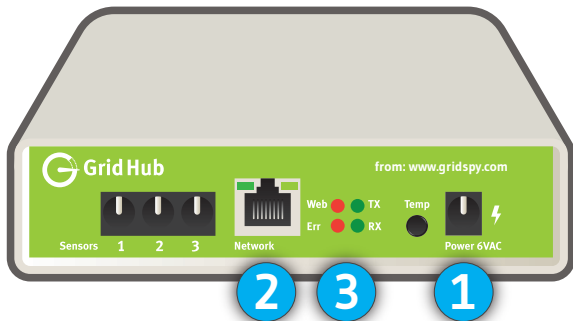 Grid Hub
from: www.gridspy.com
Web TX Temp
Err RX
Sensors 1 2 3 Network Power 6VAC
2 3 1